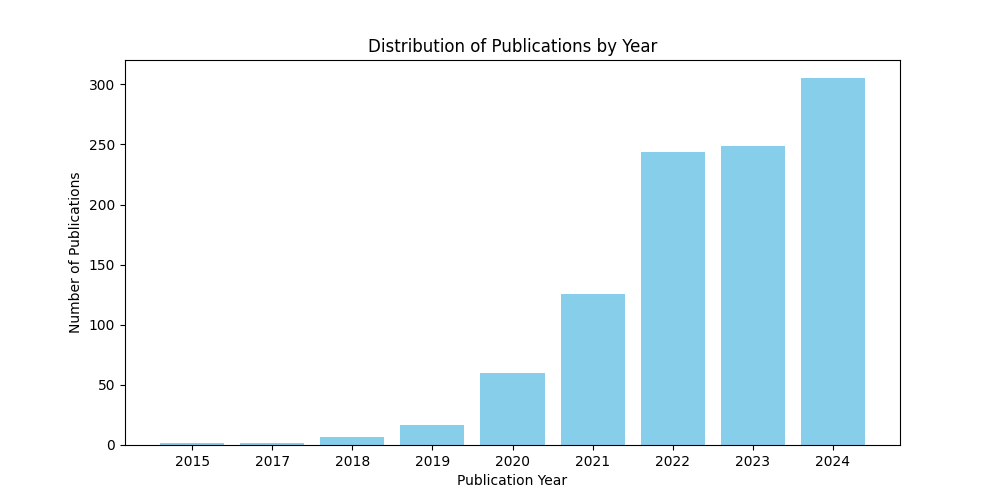 Distribution of Publications by Year
Number of Publications
300
250
200
150
100
50
0
2015 2017 2018 2019 2020 2021 2022 2023 2024
Publication Year